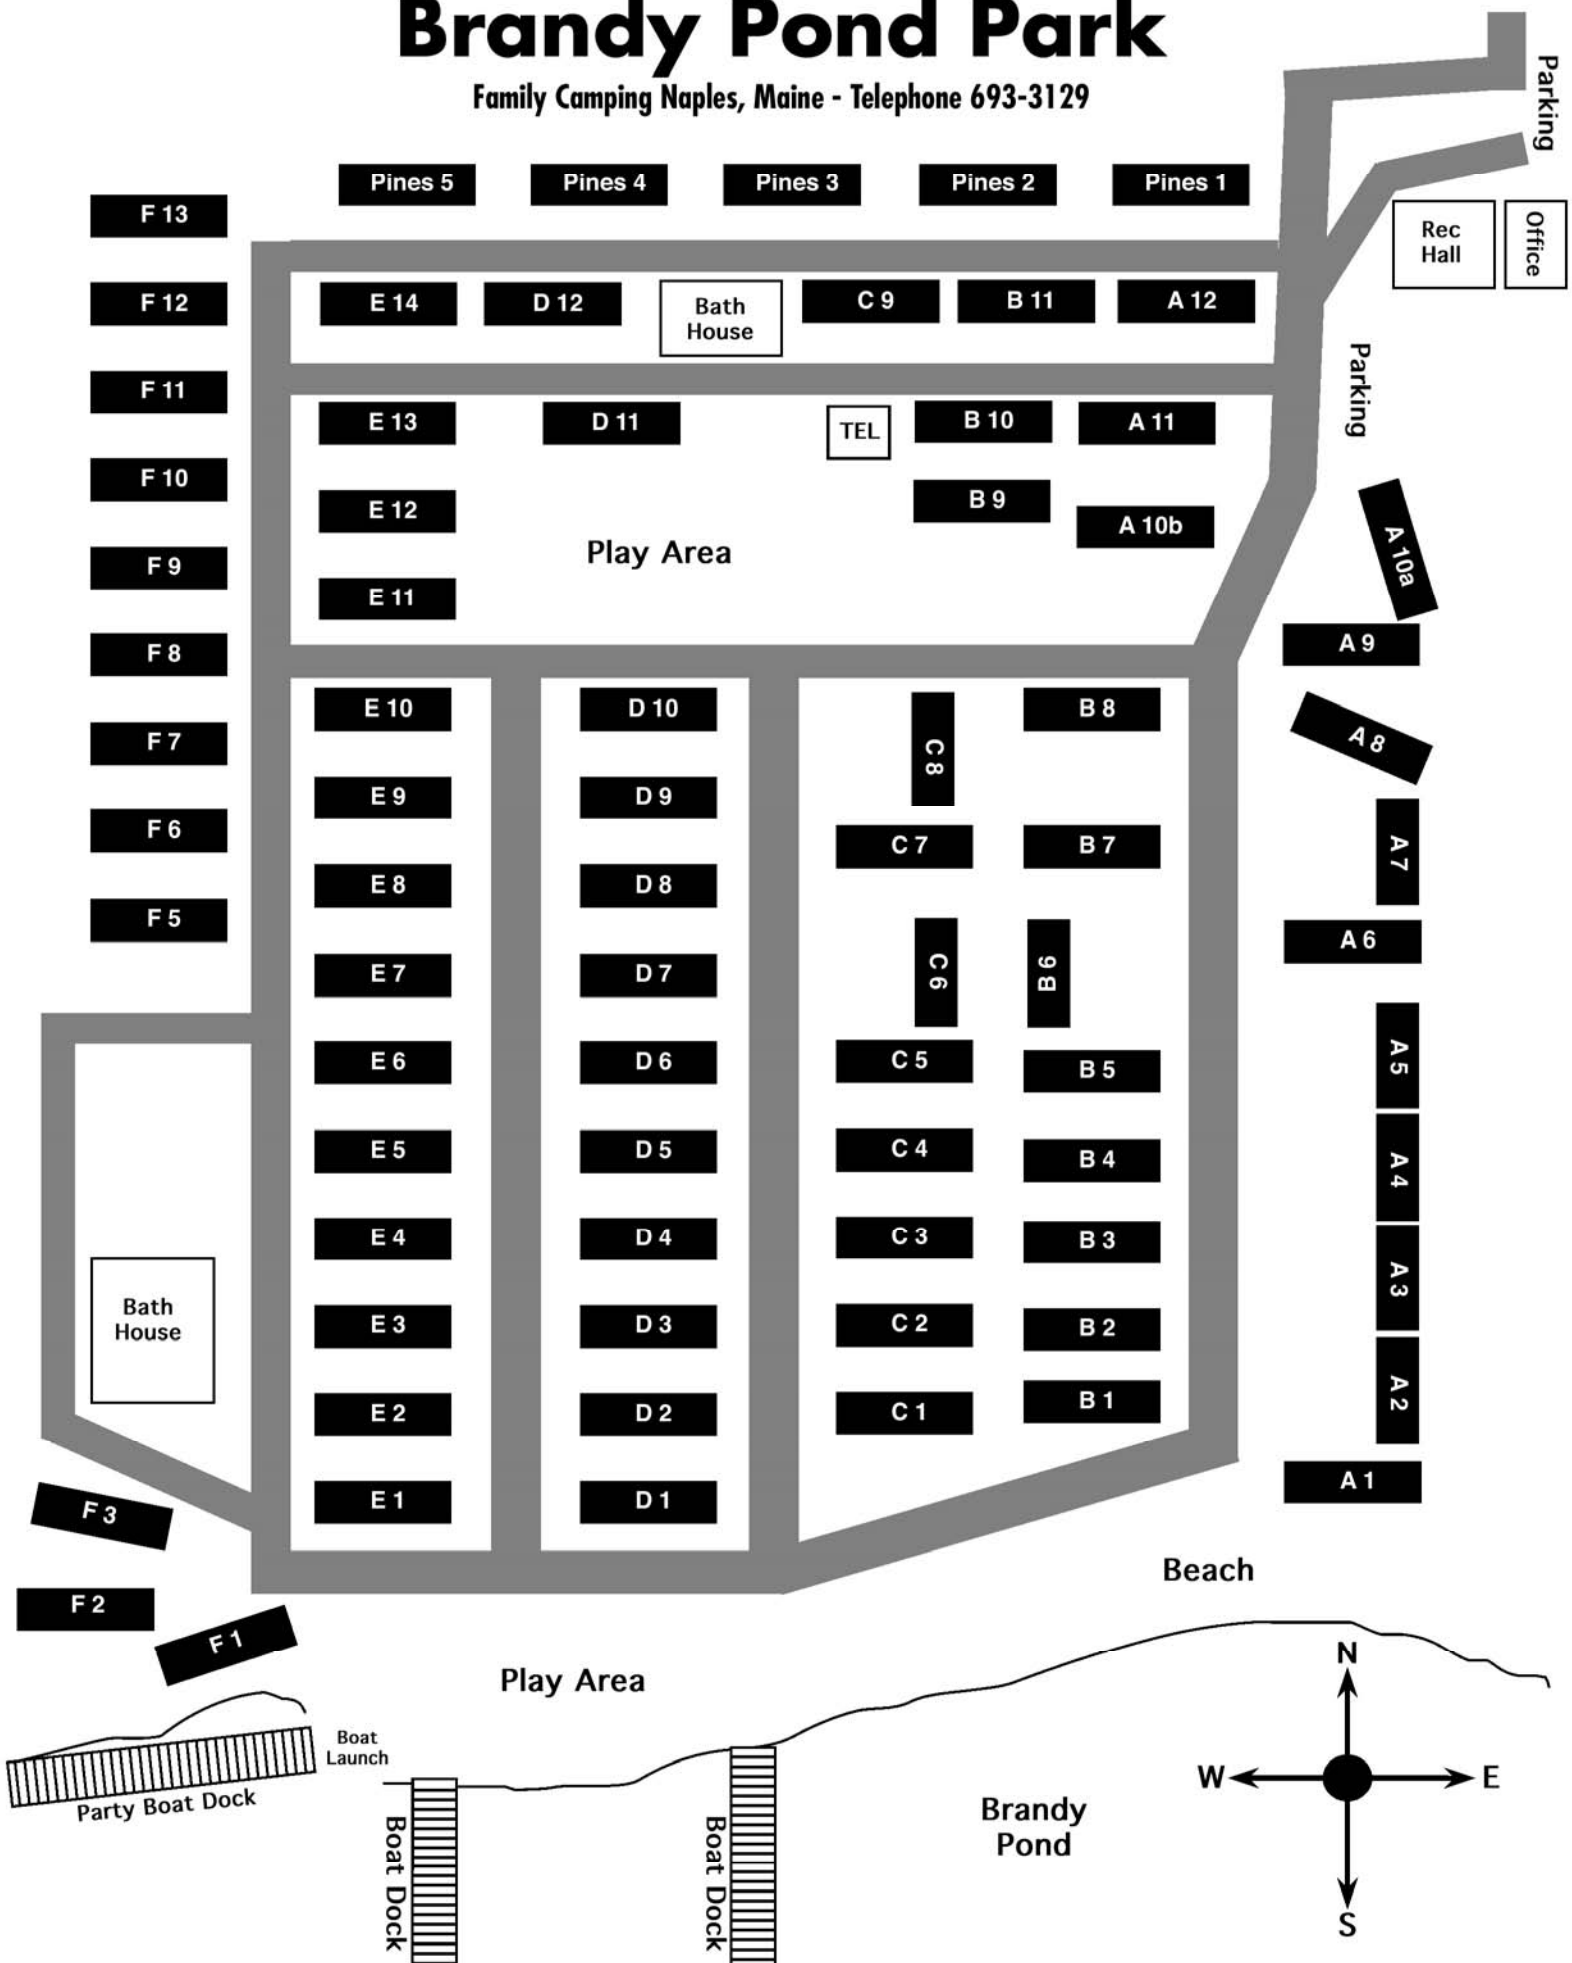 Brandy Pond Park
Family Camping Naples, Maine - Telephone 693-3129
Parking
Pines 5
Pines 4
Pines 3
Pines 2
Pines 1
F 13
Rec
Hall
Office
F 12
E 14
D 12
Bath
House
C 9
B 11
A 12
Parking
F 11
E 13
D 11
TEL
B 10
A 11
F 10
E 12
B 9
A 10b
A 10a
Play Area
F 9
E 11
F 8
A 9
E 10
D 10
C 8
B 8
A 8
F 7
E 9
D 9
F 6
C 7
B 7
A 7
E 8
D 8
F 5
A 6
E 7
D 7
C 6
B 6
E 6
D 6
C 5
B 5
A 5
E 5
D 5
C 4
B 4
A 4
E 4
D 4
C 3
B 3
A 3
Bath
House
E 3
D 3
C 2
B 2
A 2
E 2
D 2
C 1
B 1
A 1
F 3
E 1
D 1
Beach
F 2
F 1
Play Area
N
Boat
Launch
W
E
Party Boat Dock
Boat Dock
Boat Dock
Brandy
Pond
S